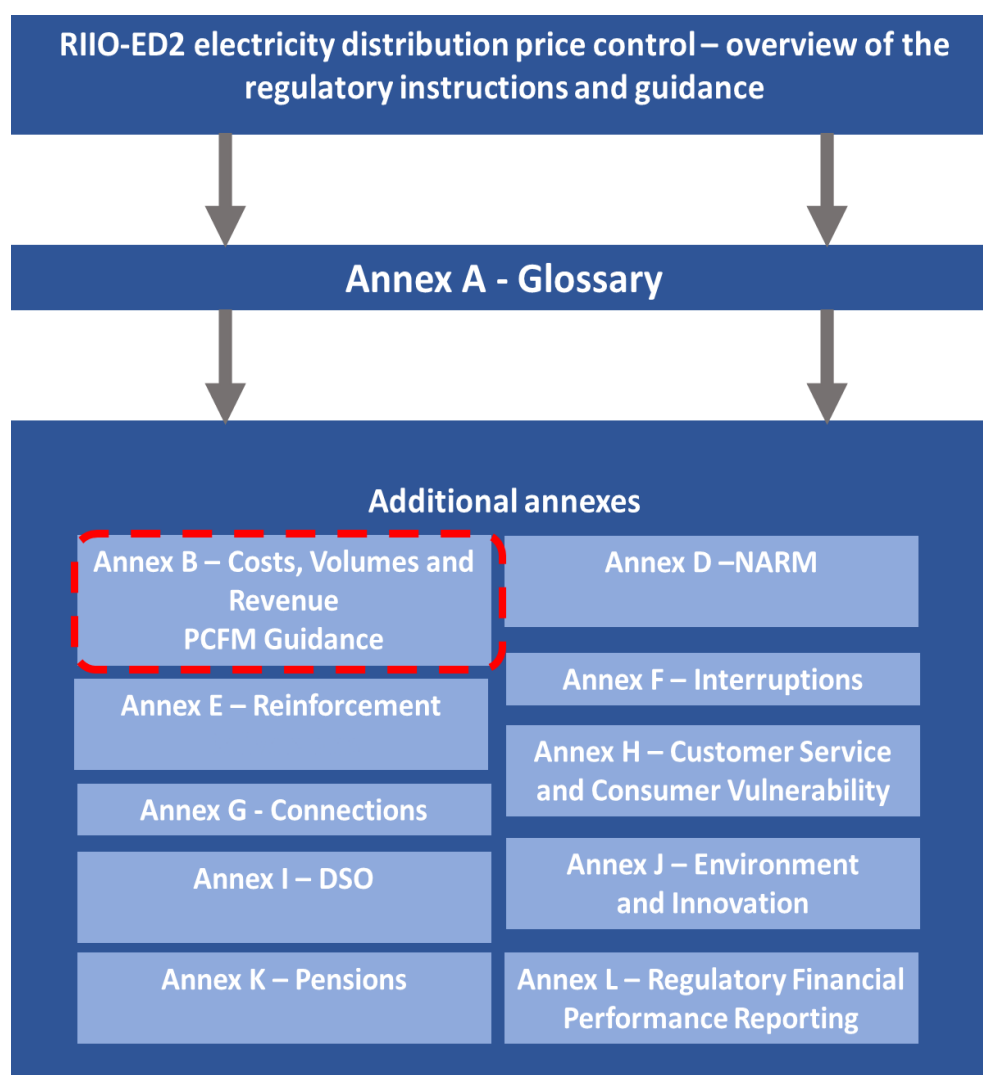 RIIO-ED2 electricity distribution price control – overview of the
regulatory instructions and guidance
Annex A - Glossary
Additional annexes
Annex B – Costs, Volumes and
Revenue
PCFM Guidance
Annex D –NARM
Annex E – Reinforcement
Annex F – Interruptions
Annex G - Connections
Annex H – Customer Service
and Consumer Vulnerability
Annex I – DSO
Annex J – Environment
and Innovation
Annex K – Pensions
Annex L – Regulatory Financial
Performance Reporting